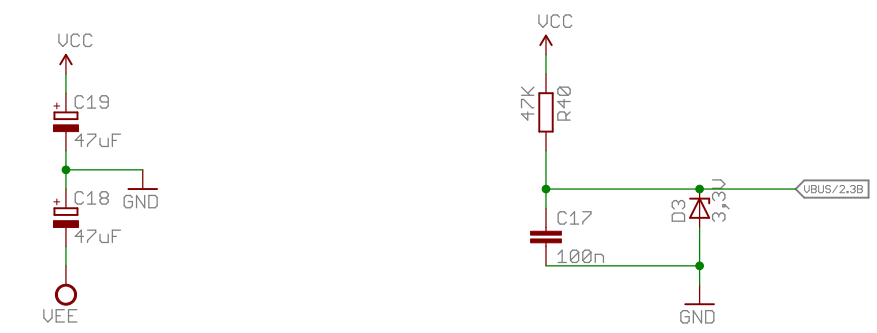 VCC
+
C19
47uF
GND
+
C18
47uF
VEE
VCC
47K
R40
C17
100n
D3
3,3V
VBUS/2.3B
GND